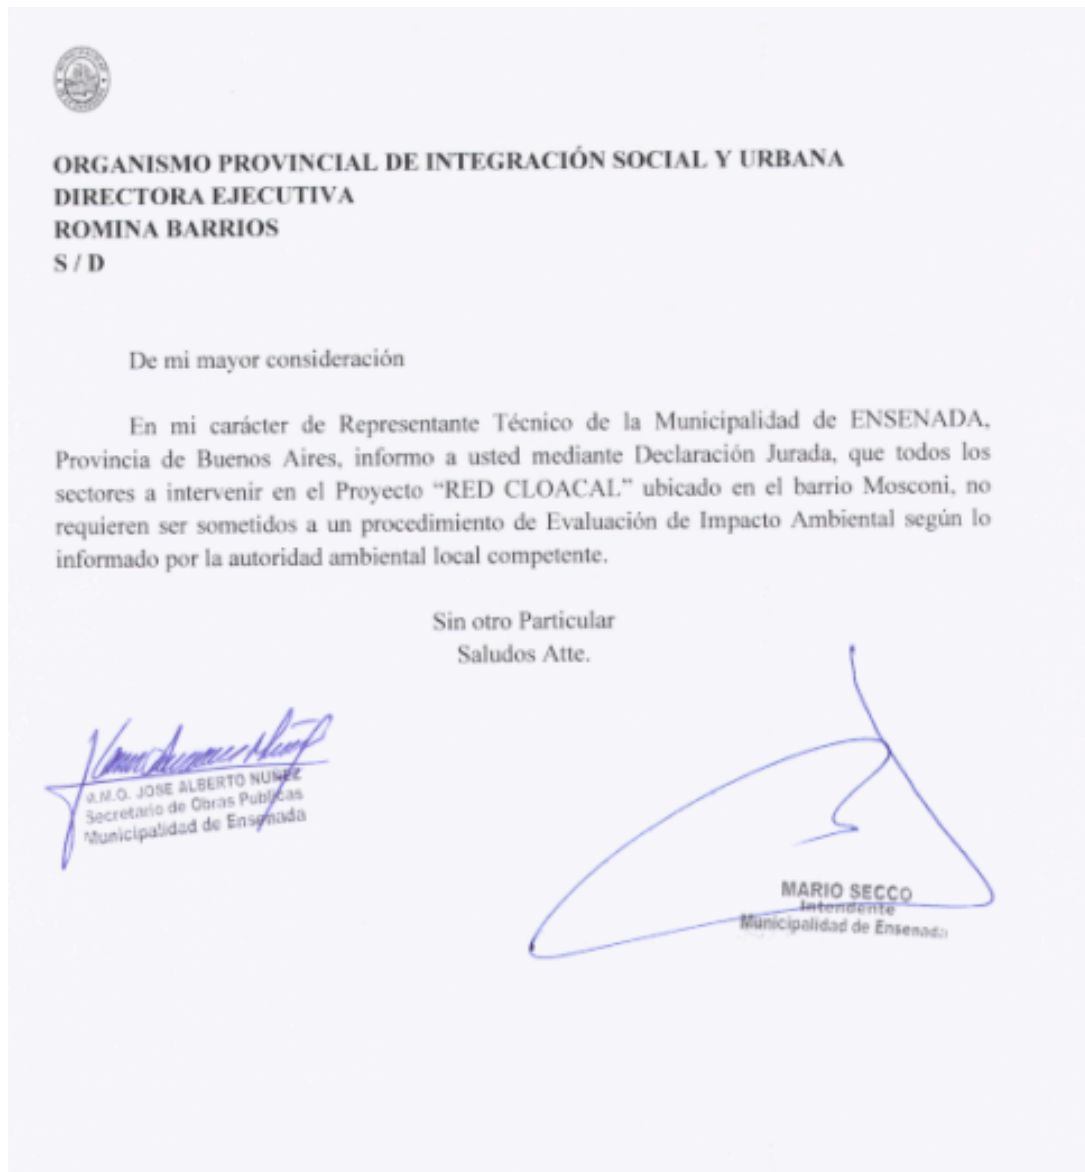 ORGANISMO PROVINCIAL DE INTEGRACIÓN SOCIAL Y URBANA
DIRECTORA EJECUTIVA
ROMINA BARRIOS
S / D
De mi mayor consideración
En mi carácter de Representante Técnico de la Municipalidad de ENSENADA,
Provincia de Buenos Aires, informo a usted mediante Declaración Jurada, que todos los
sectores a intervenir en el Proyecto “RED CLOACAL” ubicado en el barrio Mosconi, no
requieren ser sometidos a un procedimiento de Evaluación de Impacto Ambiental según lo
informado por la autoridad ambiental local competente.
Sin otro Particular
Saludos Atte.
JOSE ALBERTO NUÑEZ
Secretario de Obras Publicas
Municipalidad de Ensenada
MARIO SECCO
Intendente
Municipalidad de Ensenada